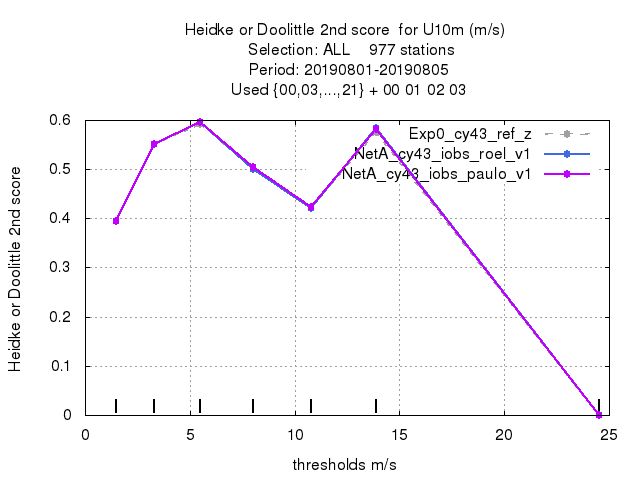 Heidke or Doolittle 2nd score  for U10m (m/s)
Selection: ALL    977 stations
Period: 20190801-20190805
Used {00,03,...,21} + 00 01 02 03
Exp0_cy43_ref_z
NetA_cy43_iobs_roel_v1
NetA_cy43_iobs_paulo_v1
Heidke or Doolittle 2nd score
0.6
0.5
0.4
0.3
0.2
0.1
0
0 5 10 15 20 25
thresholds m/s